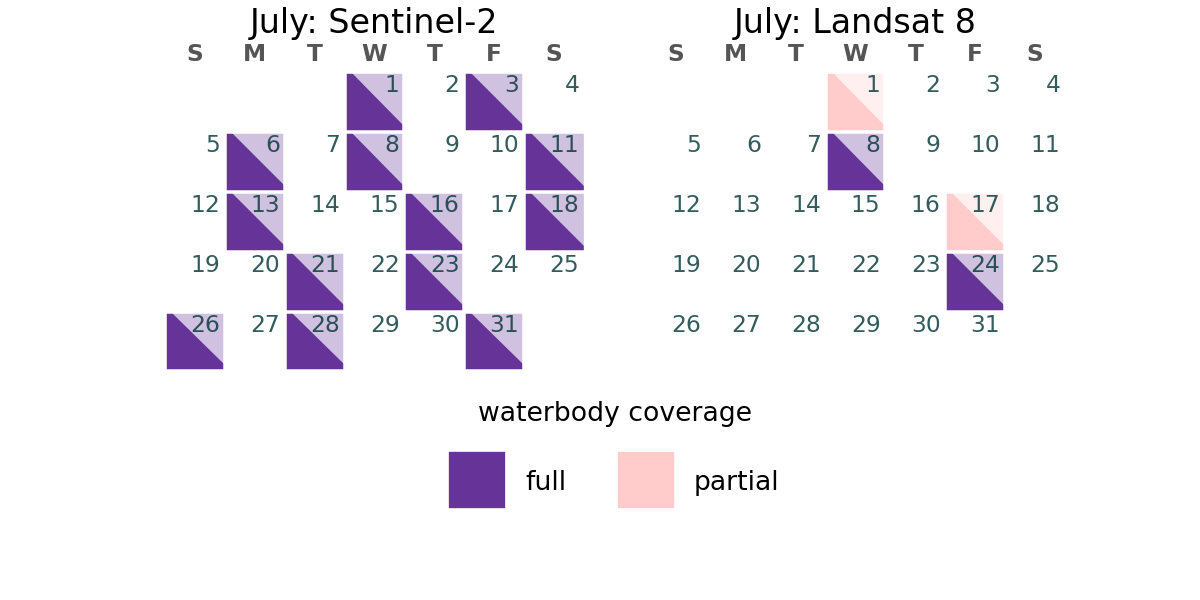 July: Sentinel-2
S M T W T F S
1 2 3 4
5 6 7 8 9 10 11
12 13 14 15 16 17 18
19 20 21 22 23 24 25
26 27 28 29 30 31
July: Landsat 8
S M T W T F S
1 2 3 4
5 6 7 8 9 10 11
12 13 14 15 16 17 18
19 20 21 22 23 24 25
26 27 28 29 30 31
waterbody coverage
full
partial